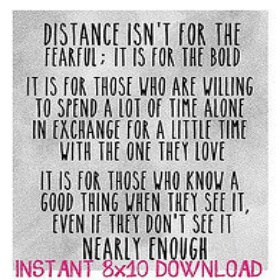 DISTANCE ISN'T FOR THE
FEARFUL; IT IS FOR THE BOLD
IT IS FOR THOSE WHO ARE WILLING
TO SPEND A LOT OF TIME ALONE
IN EXCHANGE FOR A LITTLE TIME
WITH THE ONE THEY LOVE
IT IS FOR THOSE WHO KNOW A
GOOD THING WHEN THEY SEE IT,
EVEN IF THEY DON'T SEE IT
NEARLY ENOUGH
INSTANT 8x10 DOWNLOAD